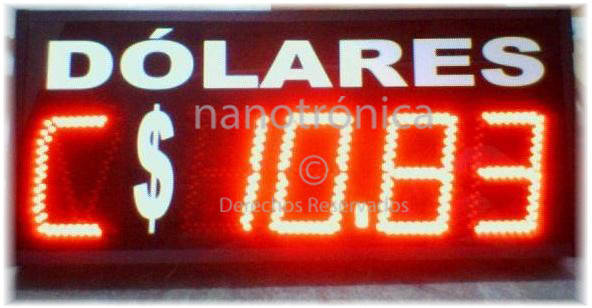 DÓLARES
C $ 10.83
nanotrónica
©
Derechos Reservados